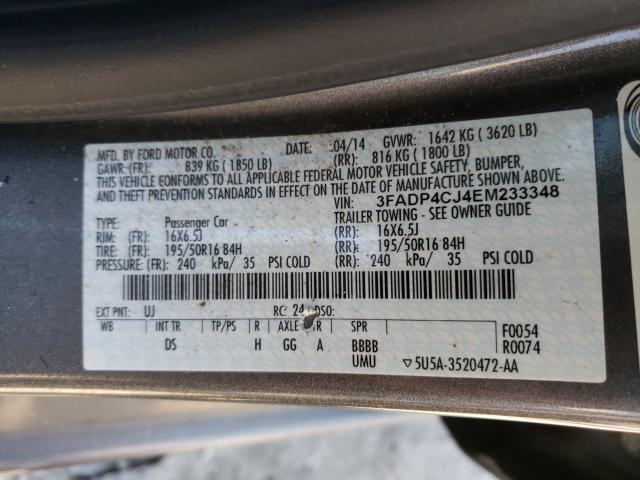 MFD. BY FORD MOTOR CO. DATE: 04/14 GVWR: 1642 KG ( 3620 LB)
GAWR: (FR): 839 KG ( 1850 LB) (RR): 816 KG ( 1800 LB)
THIS VEHICLE CONFORMS TO ALL APPLICABLE FEDERAL MOTOR VEHICLE SAFETY, BUMPER,
AND THEFT PREVENTION STANDARDS IN EFFECT ON THE DATE OF MANUFACTURE SHOWN ABOVE.
VIN: 3FADP4CJ4EM233348
TYPE: Passenger Car TRAILER TOWING - SEE OWNER GUIDE
RIM: (FR): 16X6.5J (RR): 16X6.5J
TIRE: (FR): 195/50R16 84H (RR): 195/50R16 84H
PRESSURE: (FR): 240 kPa/ 35 PSI COLD (RR): 240 kPa/ 35 PSI COLD
EXT PNT: UJ RC: 24 DSO:
WB INT TR TP/PS R AXLE SPR F0054
DS H GG A BBBB R0074
UMU ▽5U5A-3520472-AA